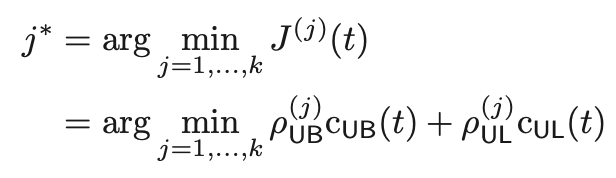 j* = arg min_{j=1,...,k} J^{(j)}(t)
= arg min_{j=1,...,k} ρ_{UB}^{(j)} c_{UB}(t) + ρ_{UL}^{(j)} c_{UL}(t)